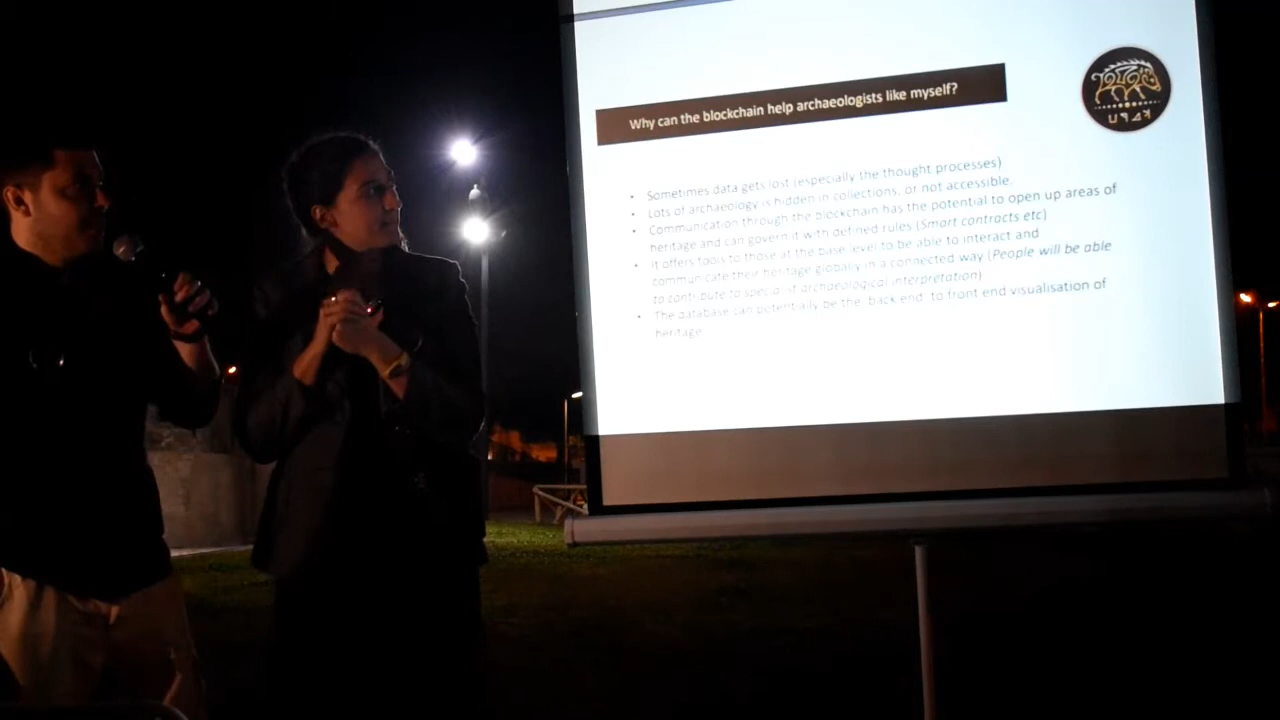 Why can the blockchain help archaeologists like myself?
• Sometimes data gets lost (especially the thought processes)
• Lots of archaeology is hidden in collections, or not accessible.
• Communication through the blockchain has the potential to open up areas of
heritage and can govern it with defined rules (Smart contracts etc)
• It offers tools to those at the base level to be able to interact and
communicate their heritage globally in a connected way (People will be able
to contribute to specialist archaeological interpretation)
• The database can potentially be the 'back end' to front end visualisation of
heritage